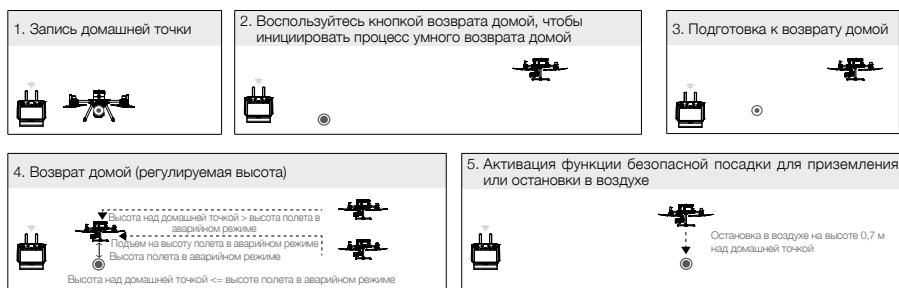 1. Запись домашней точки
2. Воспользуйтесь кнопкой возврата домой, чтобы
инициировать процесс умного возврата домой
3. Подготовка к возврату домой
4. Возврат домой (регулируемая высота)
Высота над домашней точкой > высота полета в
аварийном режиме
Подъем на высоту полета в аварийном режиме
Высота полета в аварийном режиме
Высота над домашней точкой <= высоте полета в аварийном режиме
5. Активация функции безопасной посадки для приземления
или остановки в воздухе
Остановка в воздухе на высоте 0,7 м
над домашней точкой